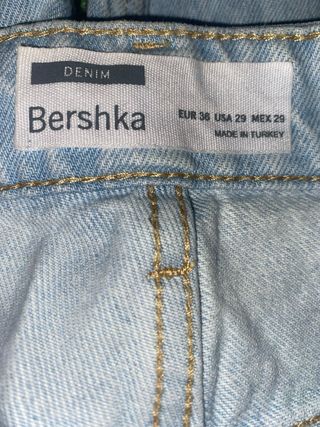 DENIM
Bershka
EUR 36 USA 29 MEX 29
MADE IN TURKEY